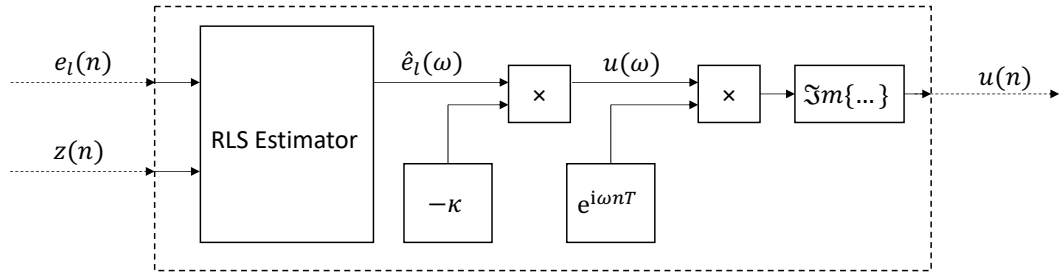 e_l(n)
z(n)
RLS Estimator
ê_l(ω)
×
−κ
u(ω)
×
e^{iωnT}
ℑm{…}
u(n)